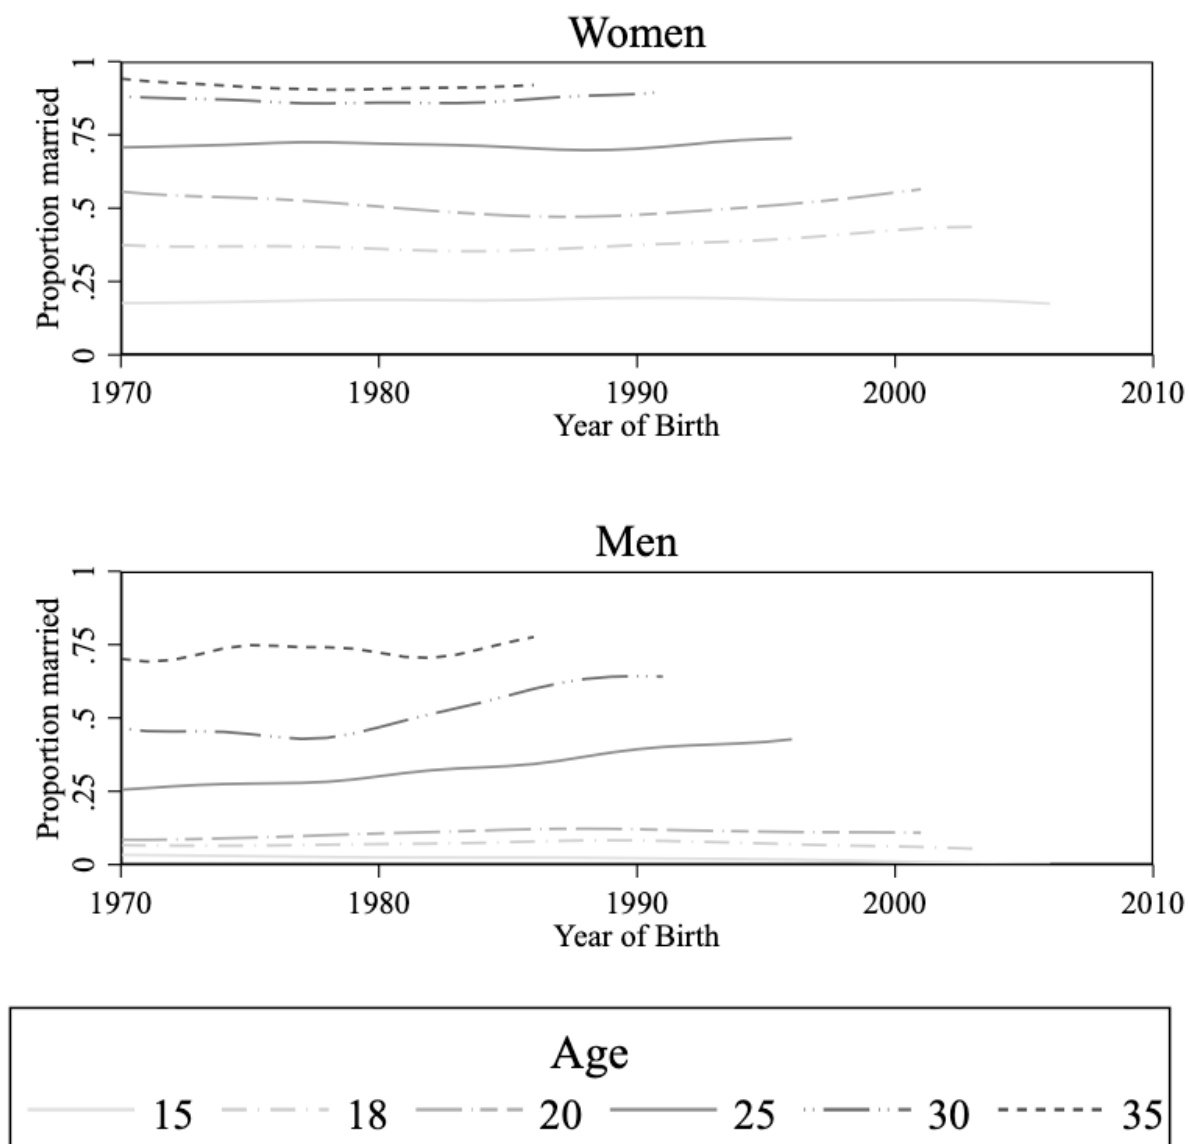 Women
Proportion married
1
.75
.5
.25
0
1970 1980 1990 2000 2010
Year of Birth
Men
Proportion married
1
.75
.5
.25
0
1970 1980 1990 2000 2010
Year of Birth
Age
15 18 20 25 30 35